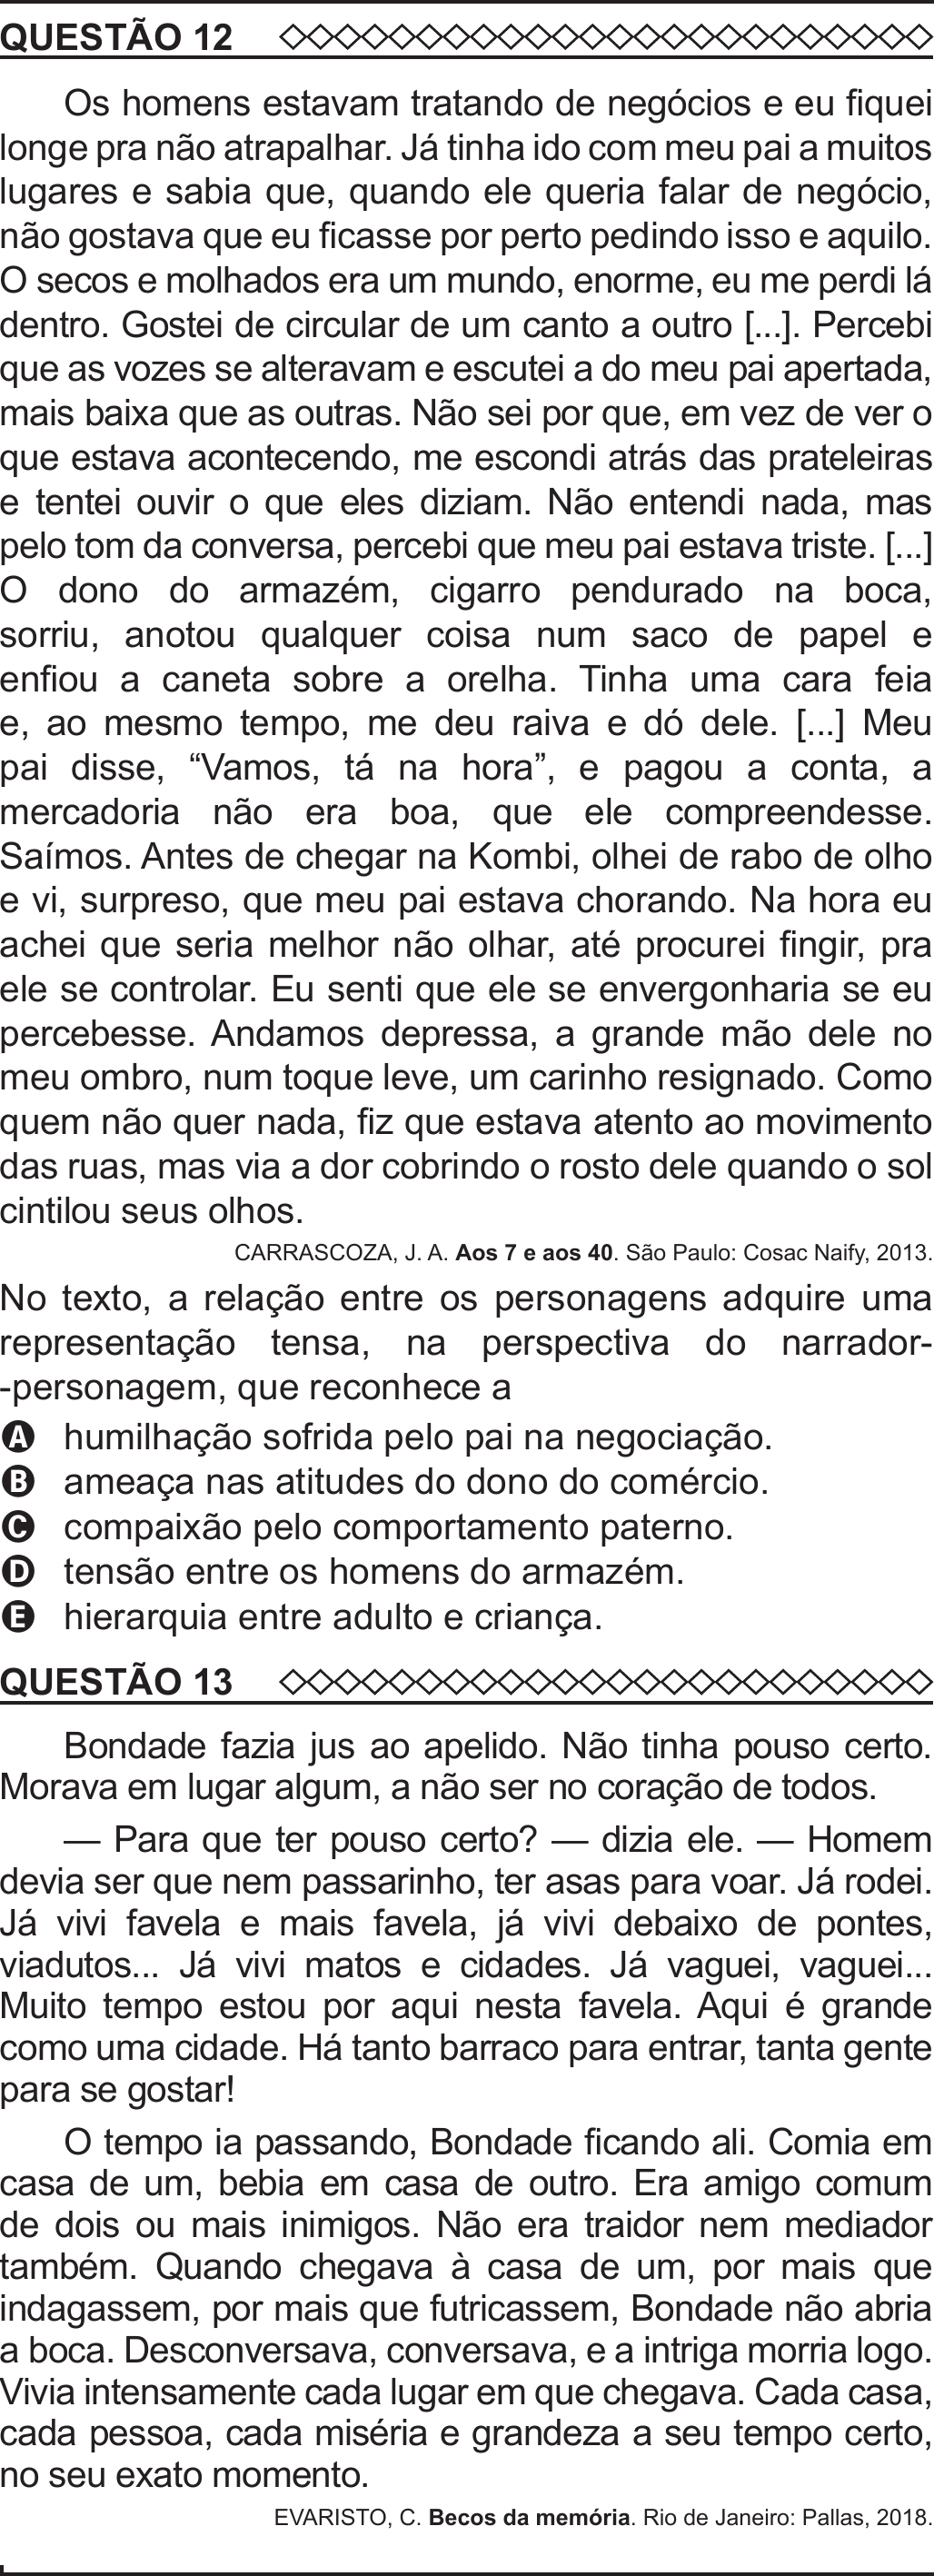 QUESTÃO 12
Os homens estavam tratando de negócios e eu fiquei
longe pra não atrapalhar. Já tinha ido com meu pai a muitos
lugares e sabia que, quando ele queria falar de negócio,
não gostava que eu ficasse por perto pedindo isso e aquilo.
O secos e molhados era um mundo, enorme, eu me perdi lá
dentro. Gostei de circular de um canto a outro [...]. Percebi
que as vozes se alteravam e escutei a do meu pai apertada,
mais baixa que as outras. Não sei por que, em vez de ver o
que estava acontecendo, me escondi atrás das prateleiras
e tentei ouvir o que eles diziam. Não entendi nada, mas
pelo tom da conversa, percebi que meu pai estava triste. [...]
O dono do armazém, cigarro pendurado na boca,
sorriu, anotou qualquer coisa num saco de papel e
enfiou a caneta sobre a orelha. Tinha uma cara feia
e, ao mesmo tempo, me deu raiva e dó dele. [...] Meu
pai disse, “Vamos, tá na hora”, e pagou a conta, a
mercadoria não era boa, que ele compreendesse.
Saímos. Antes de chegar na Kombi, olhei de rabo de olho
e vi, surpreso, que meu pai estava chorando. Na hora eu
achei que seria melhor não olhar, até procurei fingir, pra
ele se controlar. Eu senti que ele se envergonharia se eu
percebesse. Andamos depressa, a grande mão dele no
meu ombro, num toque leve, um carinho resignado. Como
quem não quer nada, fiz que estava atento ao movimento
das ruas, mas via a dor cobrindo o rosto dele quando o sol
cintilou seus olhos.
CARRASCOZA, J. A. Aos 7 e aos 40. São Paulo: Cosac Naify, 2013.
No texto, a relação entre os personagens adquire uma
representação tensa, na perspectiva do narrador-
-personagem, que reconhece a
A humilhação sofrida pelo pai na negociação.
B ameaça nas atitudes do dono do comércio.
C compaixão pelo comportamento paterno.
D tensão entre os homens do armazém.
E hierarquia entre adulto e criança.
QUESTÃO 13
Bondade fazia jus ao apelido. Não tinha pouso certo.
Morava em lugar algum, a não ser no coração de todos.
— Para que ter pouso certo? — dizia ele. — Homem
devia ser que nem passarinho, ter asas para voar. Já rodei.
Já vivi favela e mais favela, já vivi debaixo de pontes,
viadutos... Já vivi matos e cidades. Já vaguei, vaguei...
Muito tempo estou por aqui nesta favela. Aqui é grande
como uma cidade. Há tanto barraco para entrar, tanta gente
para se gostar!
O tempo ia passando, Bondade ficando ali. Comia em
casa de um, bebia em casa de outro. Era amigo comum
de dois ou mais inimigos. Não era traidor nem mediador
também. Quando chegava à casa de um, por mais que
indagassem, por mais que futricassem, Bondade não abria
a boca. Desconversava, conversava, e a intriga morria logo.
Vivia intensamente cada lugar em que chegava. Cada casa,
cada pessoa, cada miséria e grandeza a seu tempo certo,
no seu exato momento.
EVARISTO, C. Becos da memória. Rio de Janeiro: Pallas, 2018.